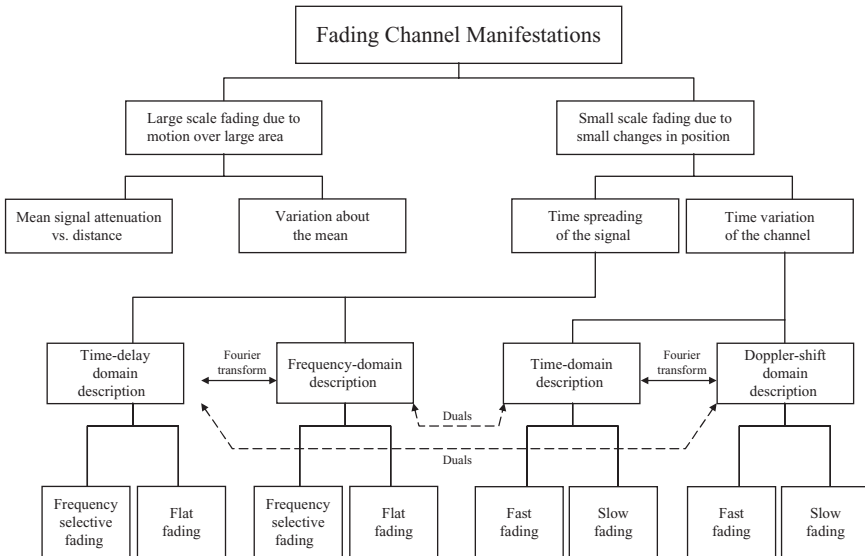 Fading Channel Manifestations
Large scale fading due to
motion over large area
Small scale fading due to
small changes in position
Mean signal attenuation
vs. distance
Variation about
the mean
Time spreading
of the signal
Time variation
of the channel
Time-delay
domain
description
Fourier
transform
Frequency-domain
description
Time-domain
description
Fourier
transform
Doppler-shift
domain
description
Duals
Duals
Frequency
selective
fading
Flat
fading
Frequency
selective
fading
Flat
fading
Fast
fading
Slow
fading
Fast
fading
Slow
fading